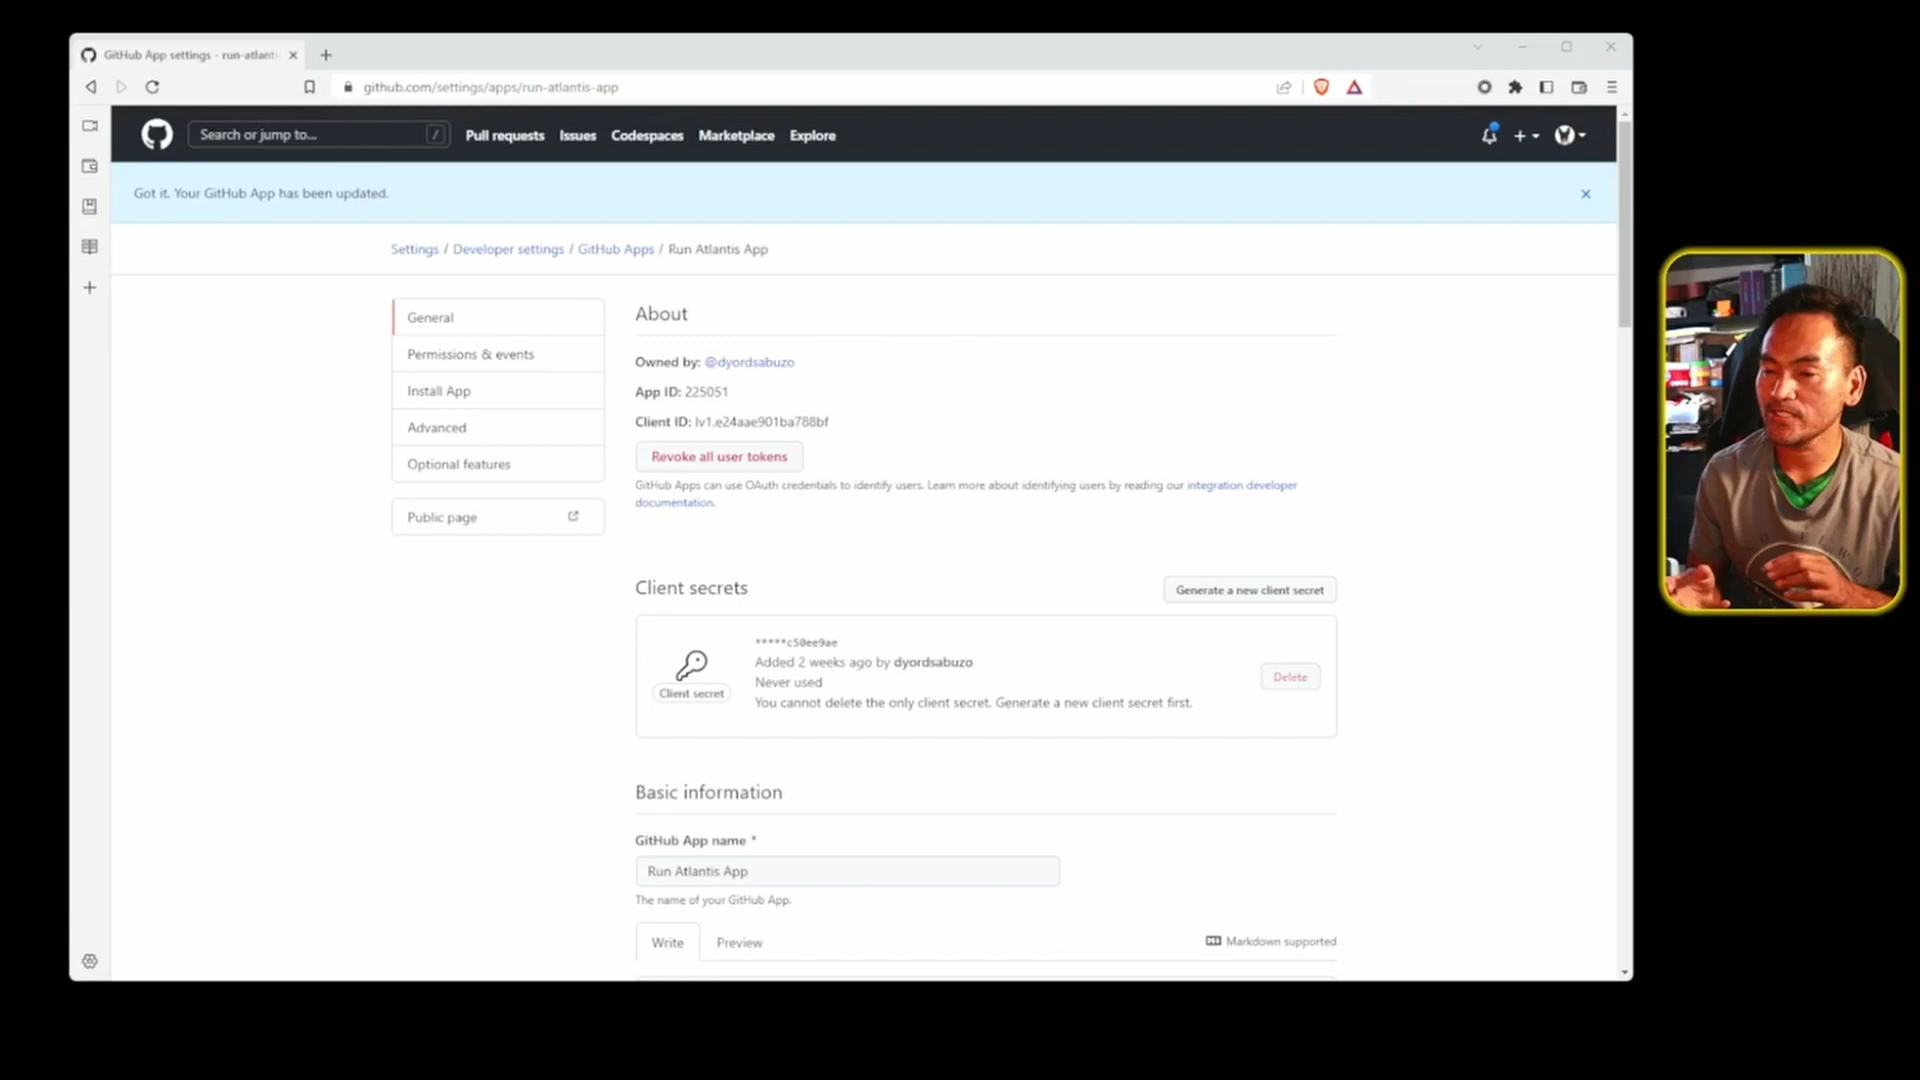 GitHub App settings - run-atlanti
github.com/settings/apps/run-atlantis-app
Search or jump to...
/
Pull requests
Issues
Codespaces
Marketplace
Explore
Got it. Your GitHub App has been updated.
Settings / Developer settings / GitHub Apps / Run Atlantis App
General
Permissions & events
Install App
Advanced
Optional features
Public page
About
Owned by: @dyordsabuzo
App ID: 225051
Client ID: Iv1.e24aae901ba788bf
Revoke all user tokens
GitHub Apps can use OAuth credentials to identify users. Learn more about identifying users by reading our integration developer
documentation.
Client secrets
Generate a new client secret
*****c50ee9ae
Added 2 weeks ago by dyordsabuzo
Never used
You cannot delete the only client secret. Generate a new client secret first.
Client secret
Delete
Basic information
GitHub App name *
Run Atlantis App
The name of your GitHub App.
Write
Preview
Markdown supported